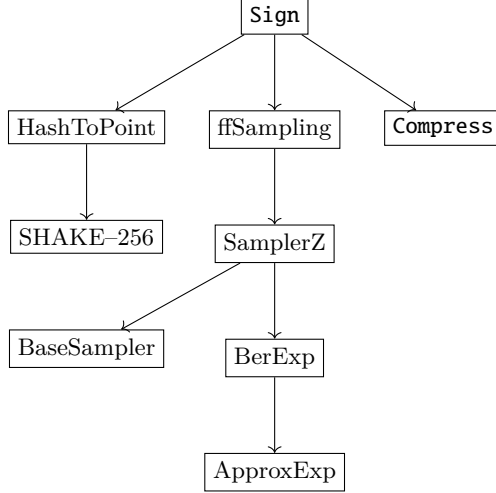 Sign
HashToPoint
ffSampling
Compress
SHAKE–256
SamplerZ
BaseSampler
BerExp
ApproxExp